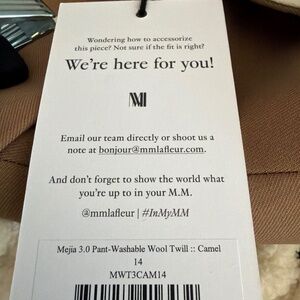 Wondering how to accessorize
this piece? Not sure if the fit is right?
We're here for you!
MM
Email our team directly or shoot us a
note at bonjour@mmlafleur.com.
And don't forget to show the world what
you're up to in your M.M.
@mmlafleur | #InMyMM
Mejia 3.0 Pant-Washable Wool Twill :: Camel
14
MWT3CAM14